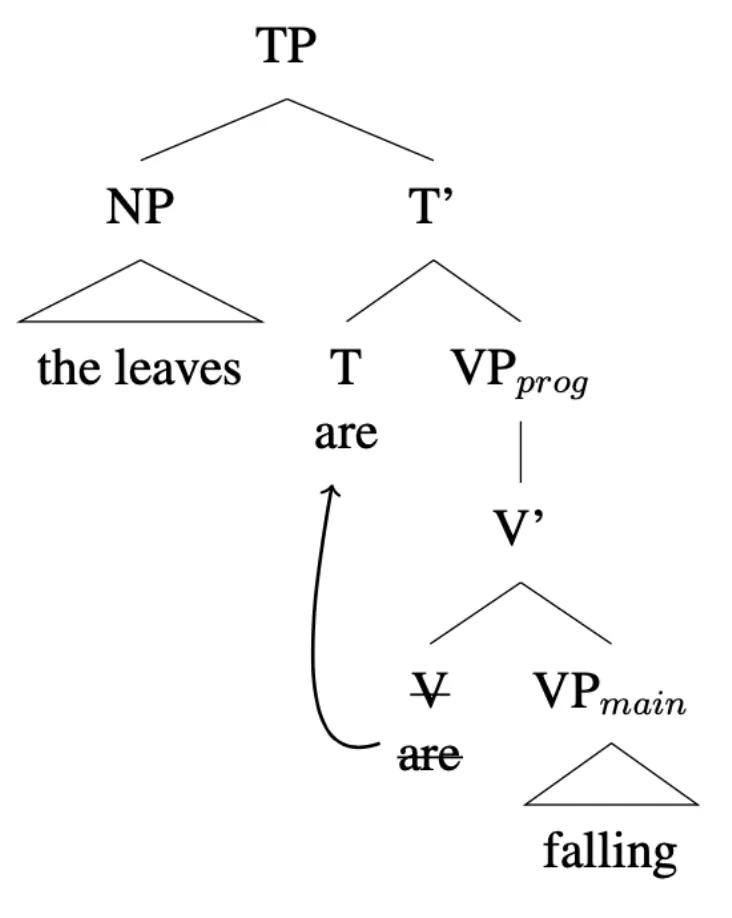 TP
NP T’
the leaves T VPprog
are
V’
V VPmain
are
falling